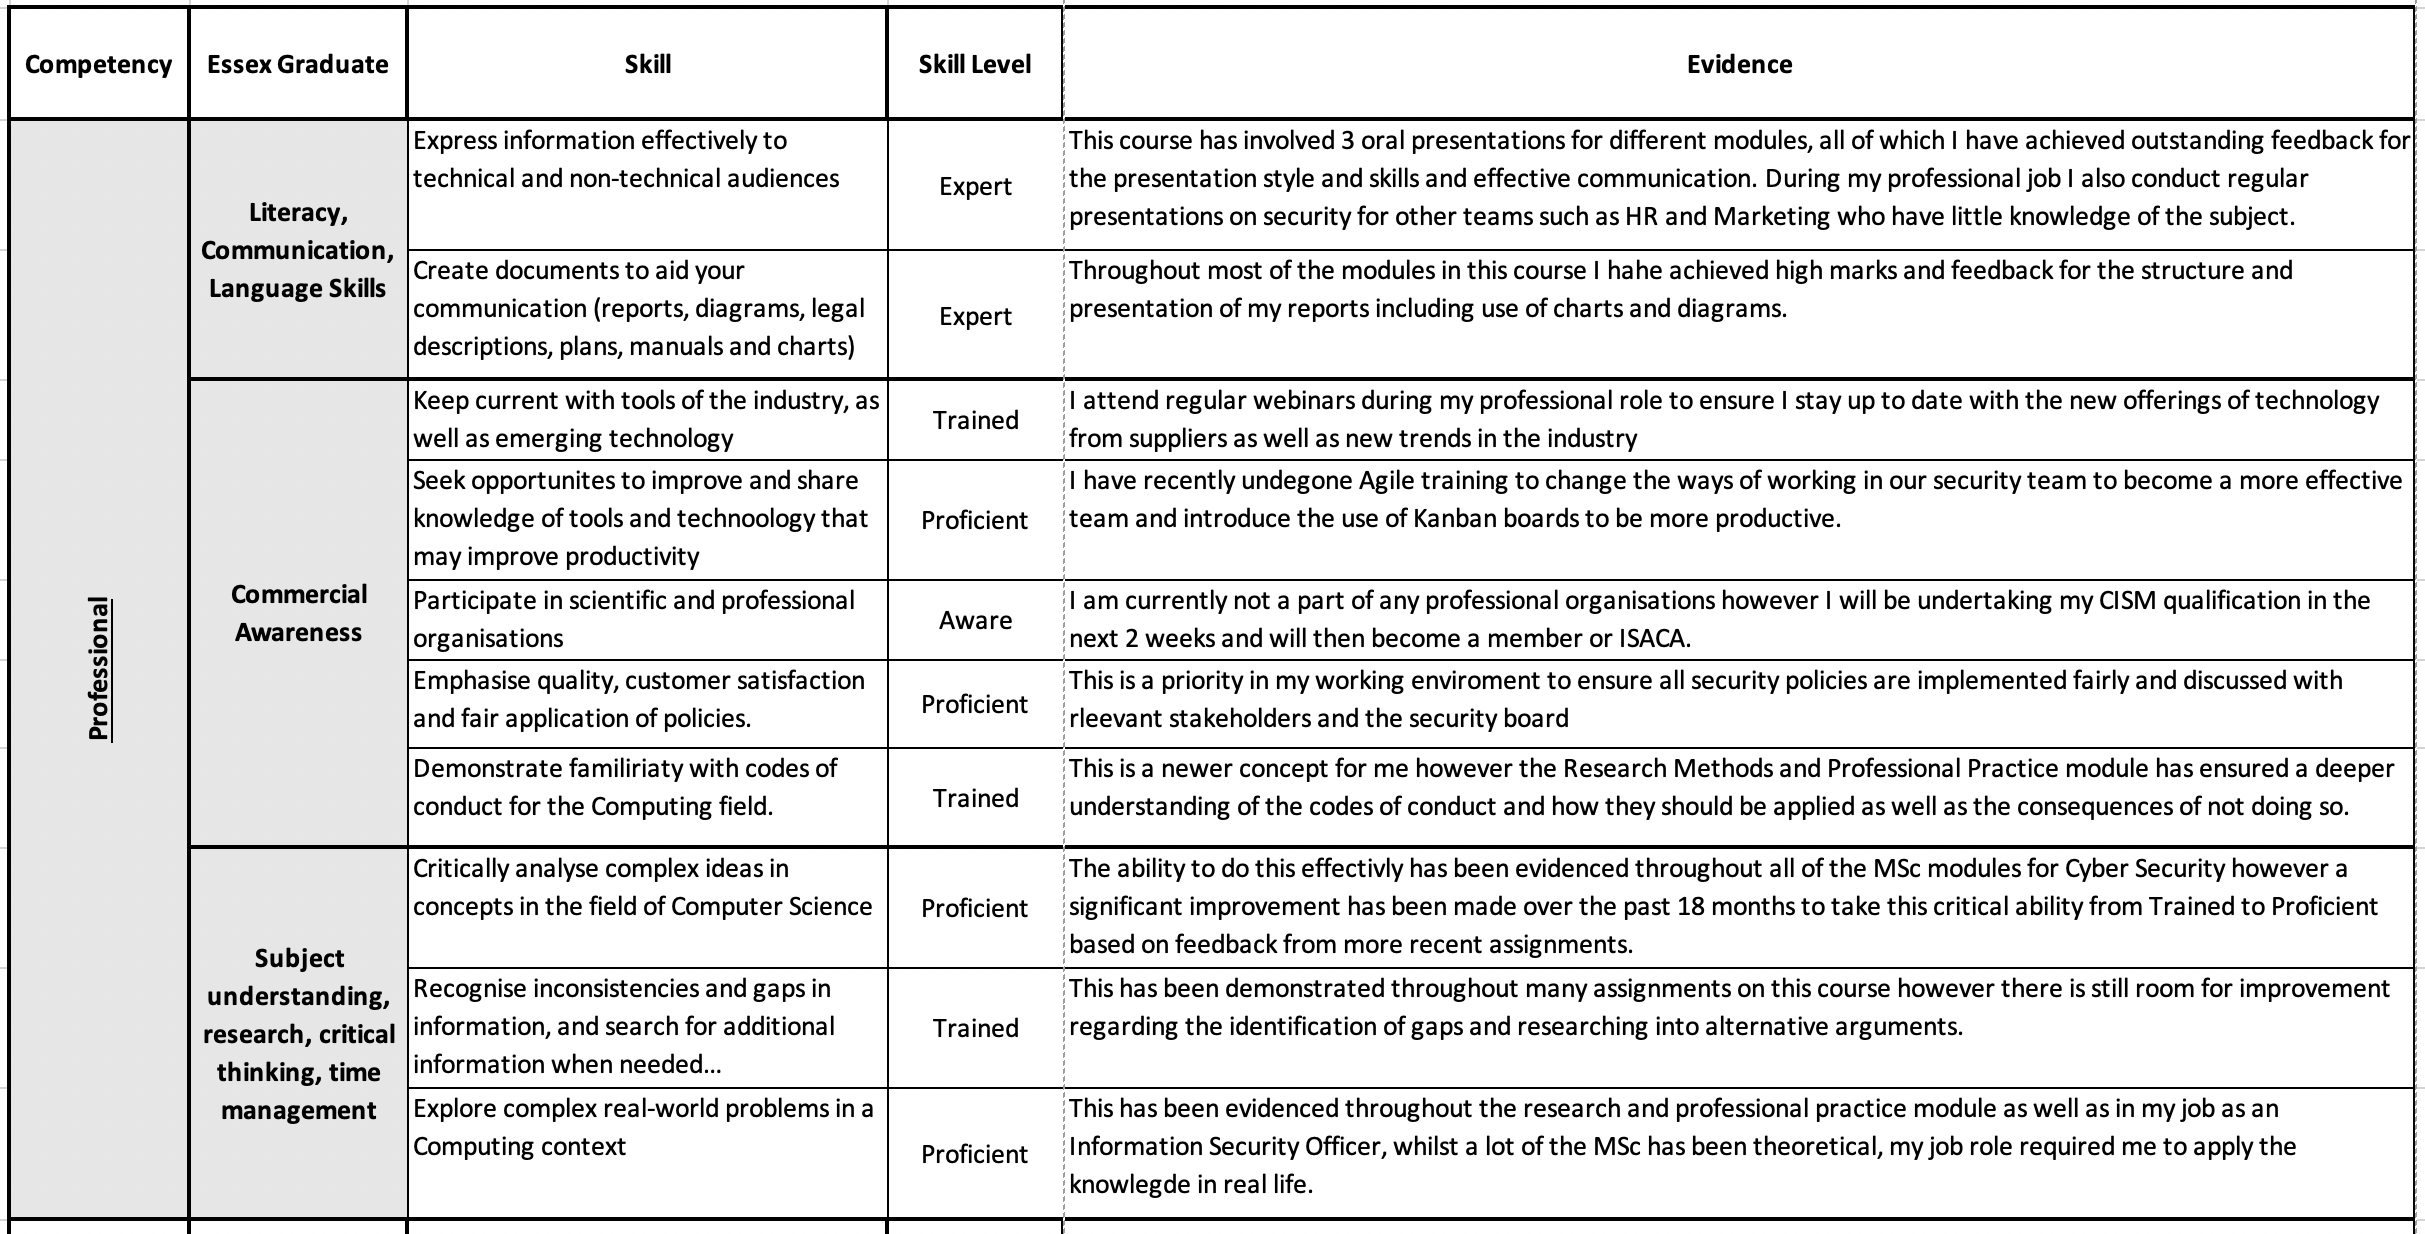 Competency
Essex Graduate
Skill
Skill Level
Evidence
Professional
Literacy,
Communication,
Language Skills
Express information effectively to
technical and non-technical audiences
Expert
This course has involved 3 oral presentations for different modules, all of which I have achieved outstanding feedback for
the presentation style and skills and effective communication. During my professional job I also conduct regular
presentations on security for other teams such as HR and Marketing who have little knowledge of the subject.
Create documents to aid your
communication (reports, diagrams, legal
descriptions, plans, manuals and charts)
Expert
Throughout most of the modules in this course I hahe achieved high marks and feedback for the structure and
presentation of my reports including use of charts and diagrams.
Commercial
Awareness
Keep current with tools of the industry, as
well as emerging technology
Trained
I attend regular webinars during my professional role to ensure I stay up to date with the new offerings of technology
from suppliers as well as new trends in the industry
Seek opportunites to improve and share
knowledge of tools and technoology that
may improve productivity
Proficient
I have recently undegone Agile training to change the ways of working in our security team to become a more effective
team and introduce the use of Kanban boards to be more productive.
Participate in scientific and professional
organisations
Aware
I am currently not a part of any professional organisations however I will be undertaking my CISM qualification in the
next 2 weeks and will then become a member or ISACA.
Emphasise quality, customer satisfaction
and fair application of policies.
Proficient
This is a priority in my working enviroment to ensure all security policies are implemented fairly and discussed with
rleevant stakeholders and the security board
Demonstrate familiriaty with codes of
conduct for the Computing field.
Trained
This is a newer concept for me however the Research Methods and Professional Practice module has ensured a deeper
understanding of the codes of conduct and how they should be applied as well as the consequences of not doing so.
Subject
understanding,
research, critical
thinking, time
management
Critically analyse complex ideas in
concepts in the field of Computer Science
Proficient
The ability to do this effectivly has been evidenced throughout all of the MSc modules for Cyber Security however a
significant improvement has been made over the past 18 months to take this critical ability from Trained to Proficient
based on feedback from more recent assignments.
Recognise inconsistencies and gaps in
information, and search for additional
information when needed...
Trained
This has been demonstrated throughout many assignments on this course however there is still room for improvement
regarding the identification of gaps and researching into alternative arguments.
Explore complex real-world problems in a
Computing context
Proficient
This has been evidenced throughout the research and professional practice module as well as in my job as an
Information Security Officer, whilst a lot of the MSc has been theoretical, my job role required me to apply the
knowlegde in real life.